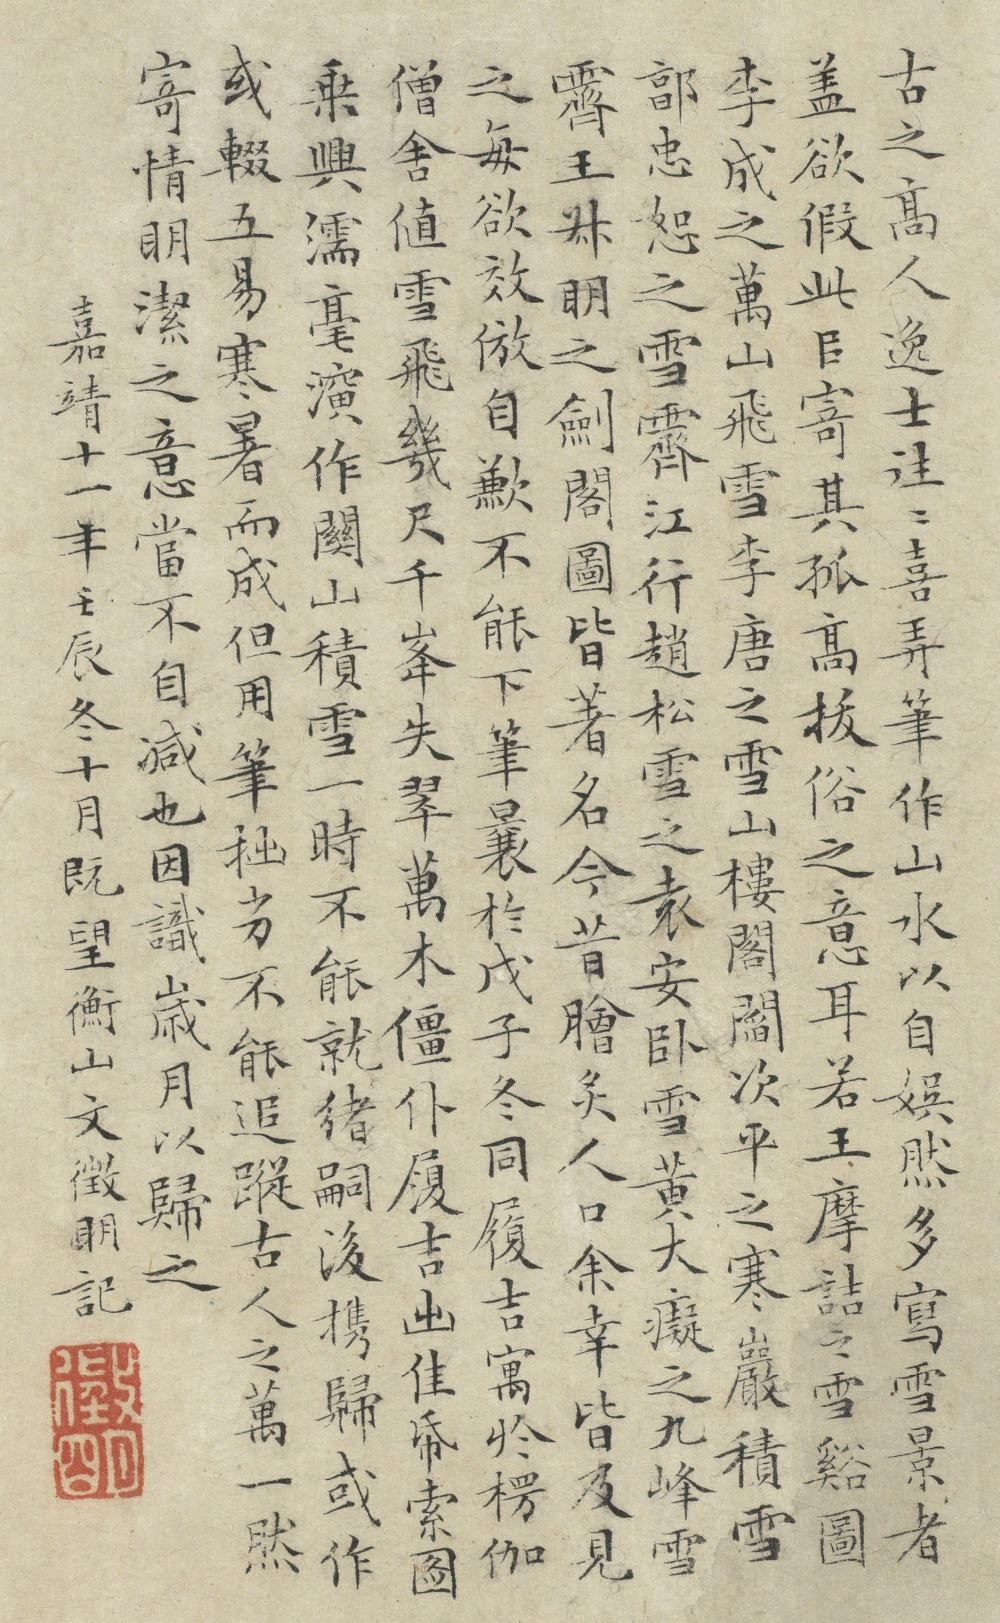 古之高人逸士往〻喜弄筆作山水以自娛然多寫雪景者
盖欲假此㠯寄其孤高拔俗之意耳若王摩詰之雪谿圖
李成之萬山飛雪李唐之雪山樓閣閻次平之寒巖積雪
郭忠恕之雪霽江行趙松雪之袁安卧雪黃大癡之九峰雪
霽王叔明之劍閣圖皆著名今昔膾炙人口余幸皆及見
之每欲效倣自歉不能下筆曩於戊子冬同履吉寓於楞伽
僧舍值雪飛幾尺千峯失翠萬木僵仆履吉出佳帋索圖
乗興濡毫演作關山積雪一時不能就緒嗣後携歸或作
或輟五易寒暑而成但用筆拙劣不能追蹤古人之萬一然
寄情明潔之意當不自减也因識歲月以歸之
嘉靖十一年壬辰冬十月既望衡山文徵明記
徵明